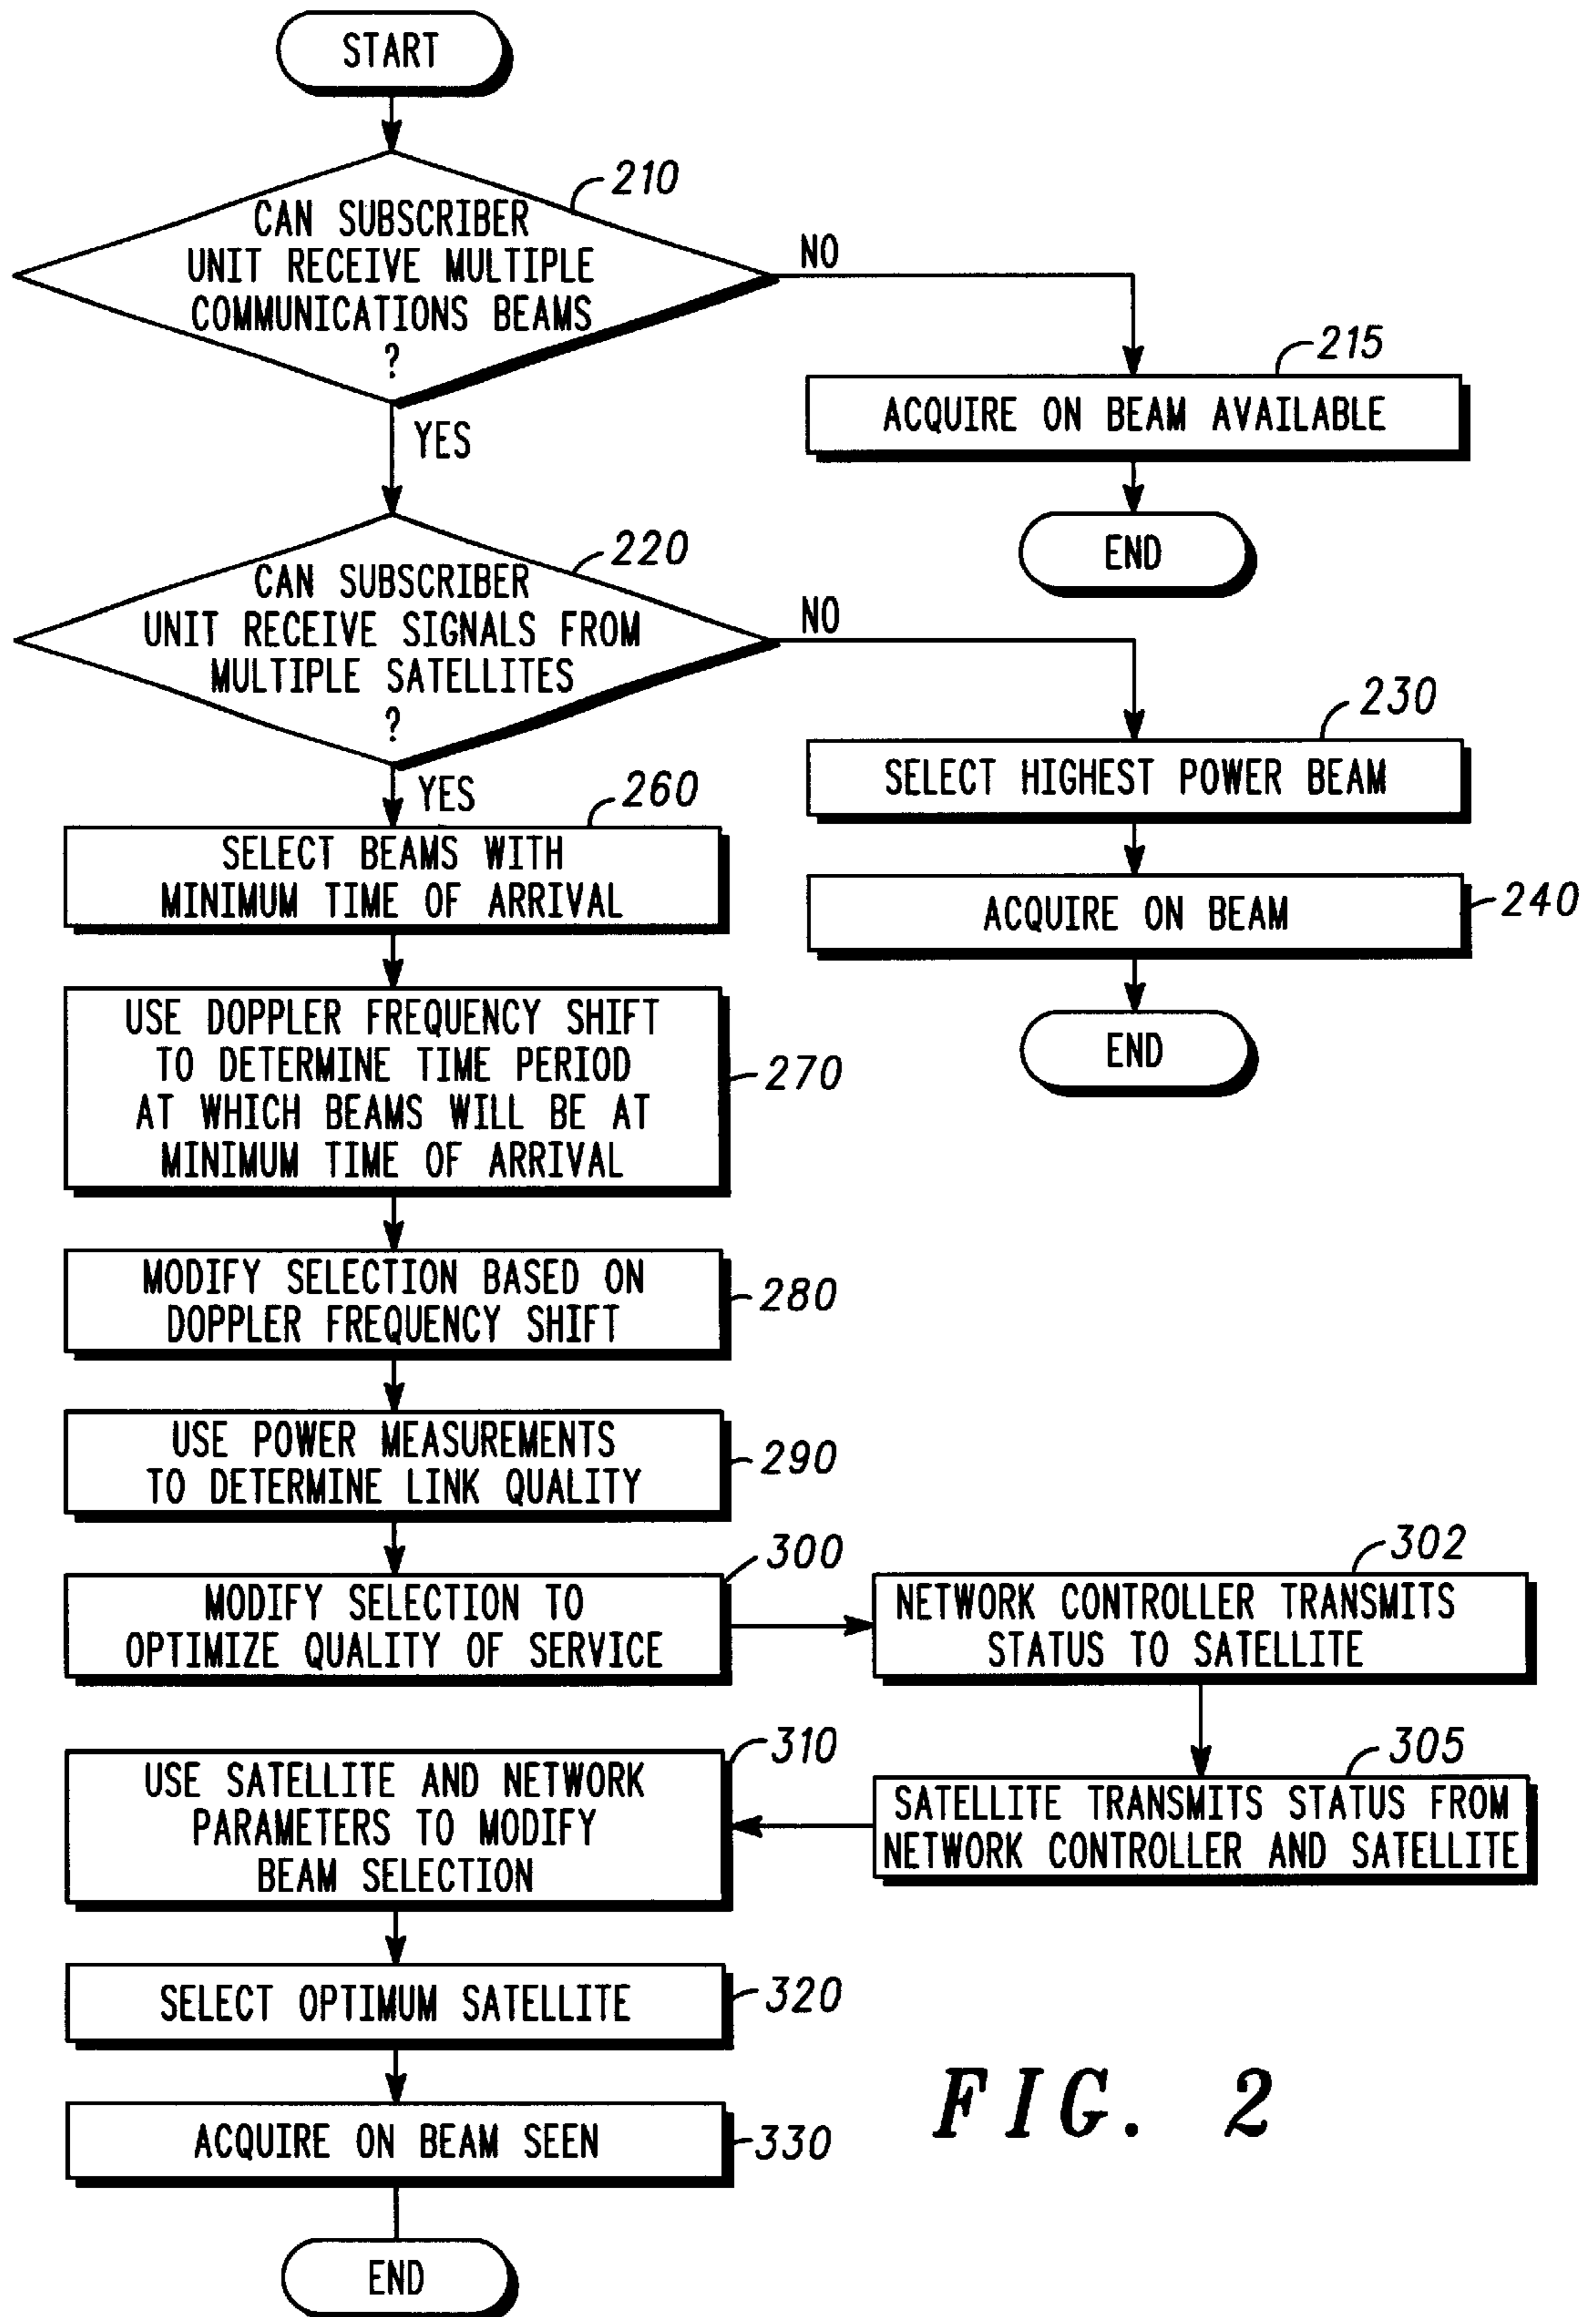 START
210
CAN SUBSCRIBER
UNIT RECEIVE MULTIPLE
COMMUNICATIONS BEAMS
?
NO
YES
215
ACQUIRE ON BEAM AVAILABLE
END
220
CAN SUBSCRIBER
UNIT RECEIVE SIGNALS FROM
MULTIPLE SATELLITES
?
NO
YES
230
SELECT HIGHEST POWER BEAM
240
ACQUIRE ON BEAM
END
260
SELECT BEAMS WITH
MINIMUM TIME OF ARRIVAL
USE DOPPLER FREQUENCY SHIFT
TO DETERMINE TIME PERIOD
AT WHICH BEAMS WILL BE AT
MINIMUM TIME OF ARRIVAL
270
MODIFY SELECTION BASED ON
DOPPLER FREQUENCY SHIFT
280
USE POWER MEASUREMENTS
TO DETERMINE LINK QUALITY
290
300
MODIFY SELECTION TO
OPTIMIZE QUALITY OF SERVICE
302
NETWORK CONTROLLER TRANSMITS
STATUS TO SATELLITE
305
SATELLITE TRANSMITS STATUS FROM
NETWORK CONTROLLER AND SATELLITE
310
USE SATELLITE AND NETWORK
PARAMETERS TO MODIFY
BEAM SELECTION
SELECT OPTIMUM SATELLITE
320
ACQUIRE ON BEAM SEEN
330
END
FIG. 2